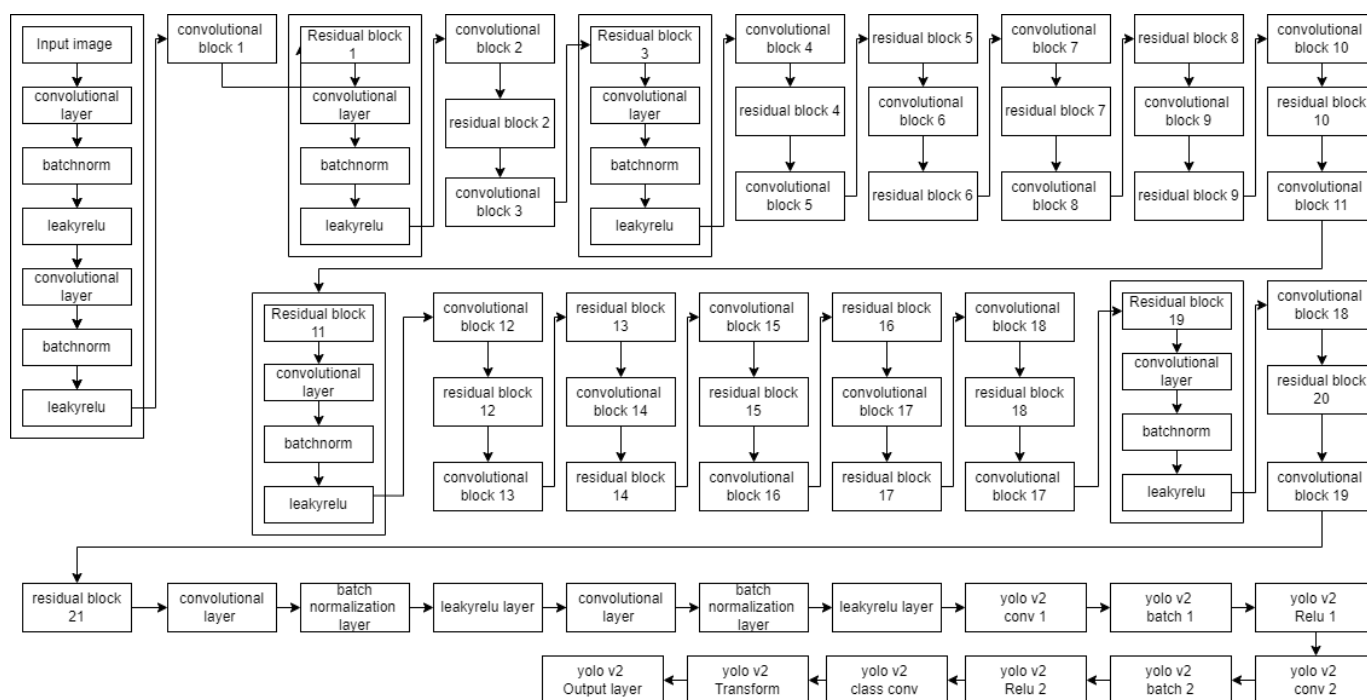 Input image
convolutional
layer
batchnorm
leakyrelu
convolutional
layer
batchnorm
leakyrelu
convolutional
block 1
Residual block
1
convolutional
layer
batchnorm
leakyrelu
convolutional
block 2
residual block 2
convolutional
block 3
Residual block
3
convolutional
layer
batchnorm
leakyrelu
convolutional
block 4
residual block 4
convolutional
block 5
residual block 5
convolutional
block 6
residual block 6
convolutional
block 7
residual block 7
convolutional
block 8
residual block 8
convolutional
block 9
residual block 9
convolutional
block 10
residual block
10
convolutional
block 11
Residual block
11
convolutional
layer
batchnorm
leakyrelu
convolutional
block 12
residual block
12
convolutional
block 13
residual block
13
convolutional
block 14
residual block
14
convolutional
block 15
residual block
15
convolutional
block 16
residual block
16
convolutional
block 17
residual block
17
convolutional
block 18
residual block
18
convolutional
block 17
Residual block
19
convolutional
layer
batchnorm
leakyrelu
convolutional
block 18
residual block
20
convolutional
block 19
residual block
21
convolutional
layer
batch
normalization
layer
leakyrelu layer
convolutional
layer
batch
normalization
layer
leakyrelu layer
yolo v2
conv 1
yolo v2
batch 1
yolo v2
Relu 1
yolo v2
conv 2
yolo v2
batch 2
yolo v2
Relu 2
yolo v2
class conv
yolo v2
Transform
yolo v2
Output layer